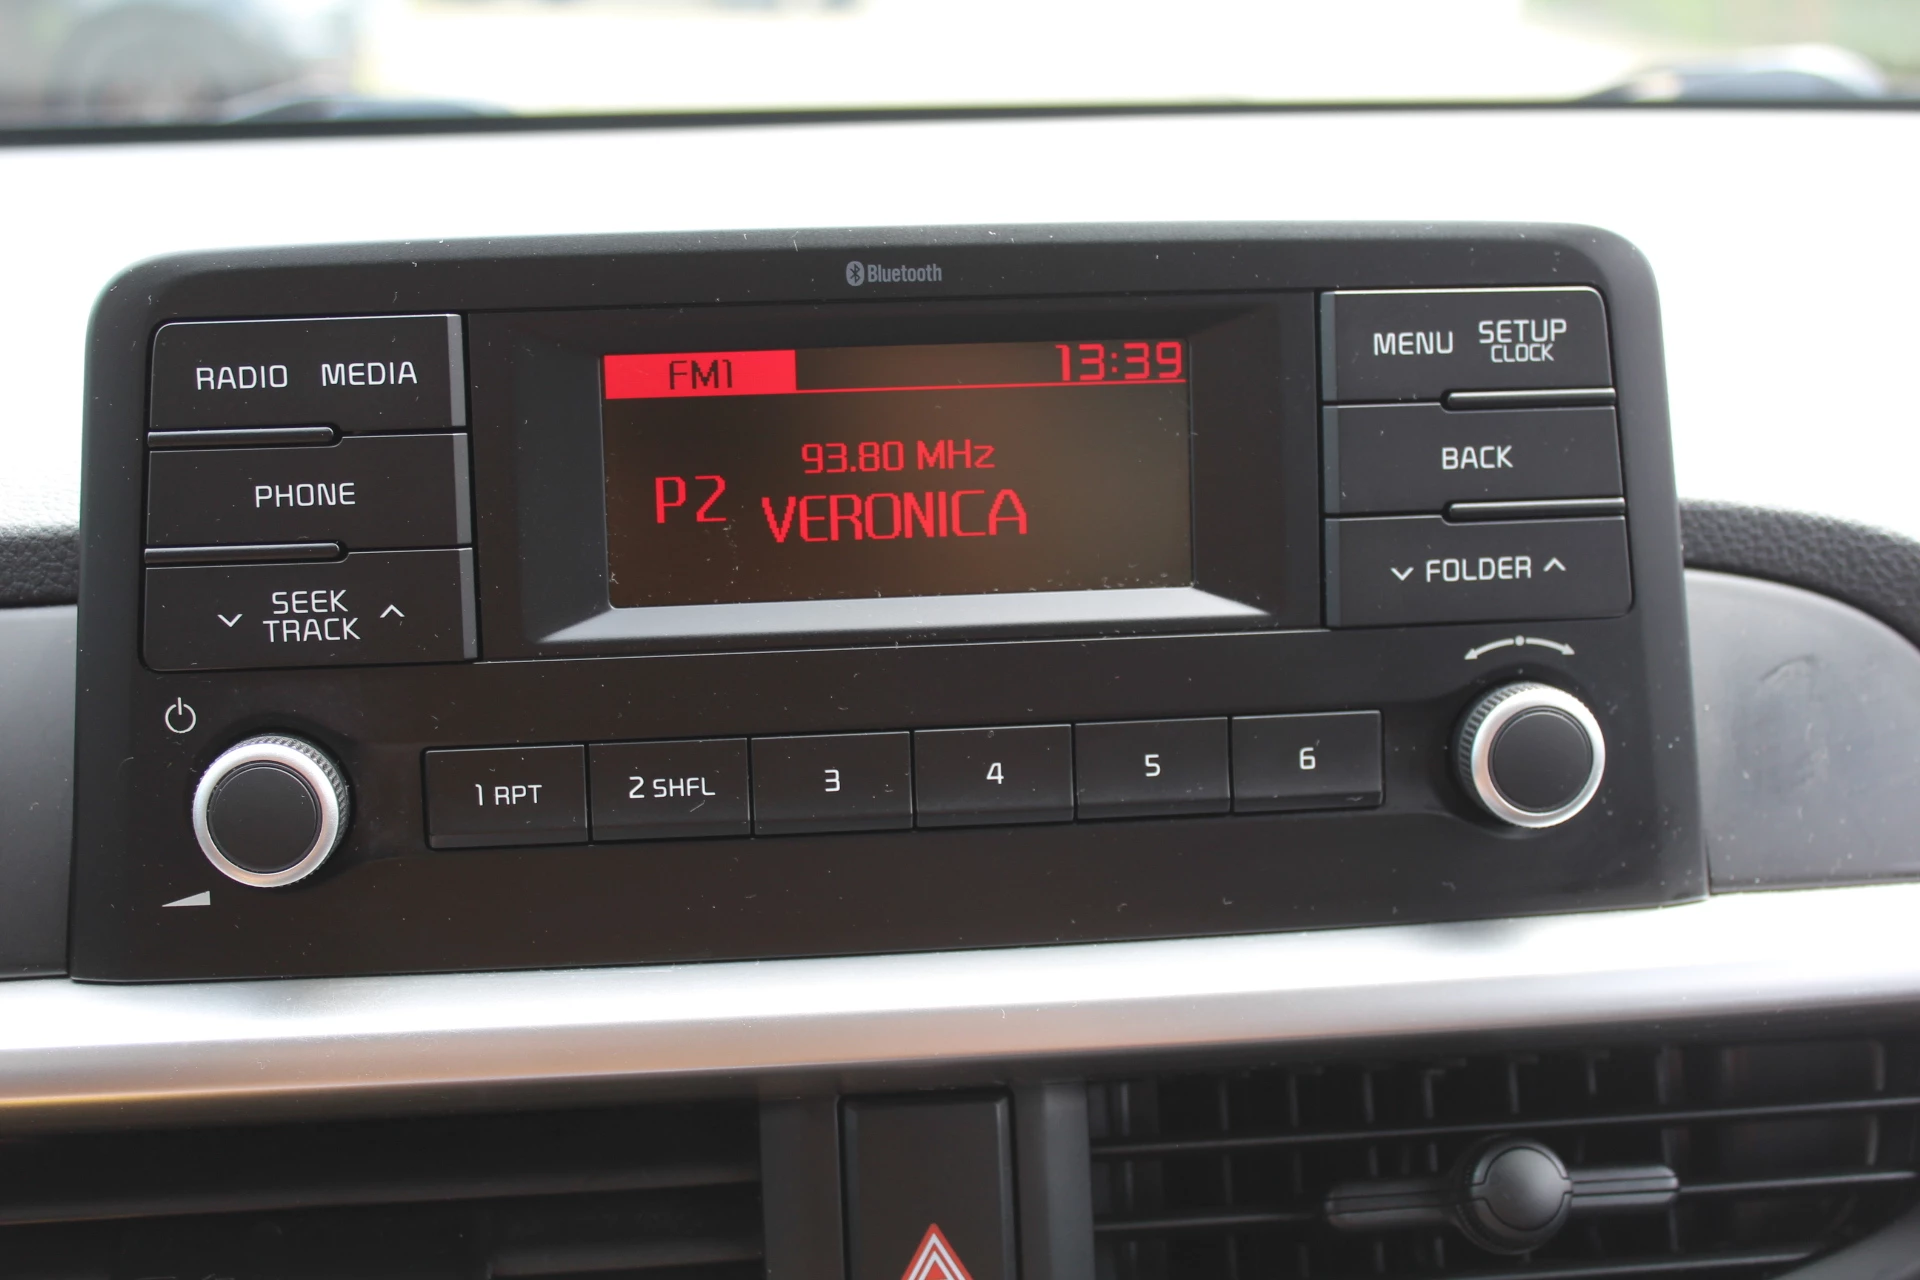 Bluetooth
RADIO MEDIA
PHONE
SEEK
TRACK
FM1 13:39
93.80 MHz
P2 VERONICA
MENU SETUP
CLOCK
BACK
FOLDER
1 RPT 2 SHFL 3 4 5 6